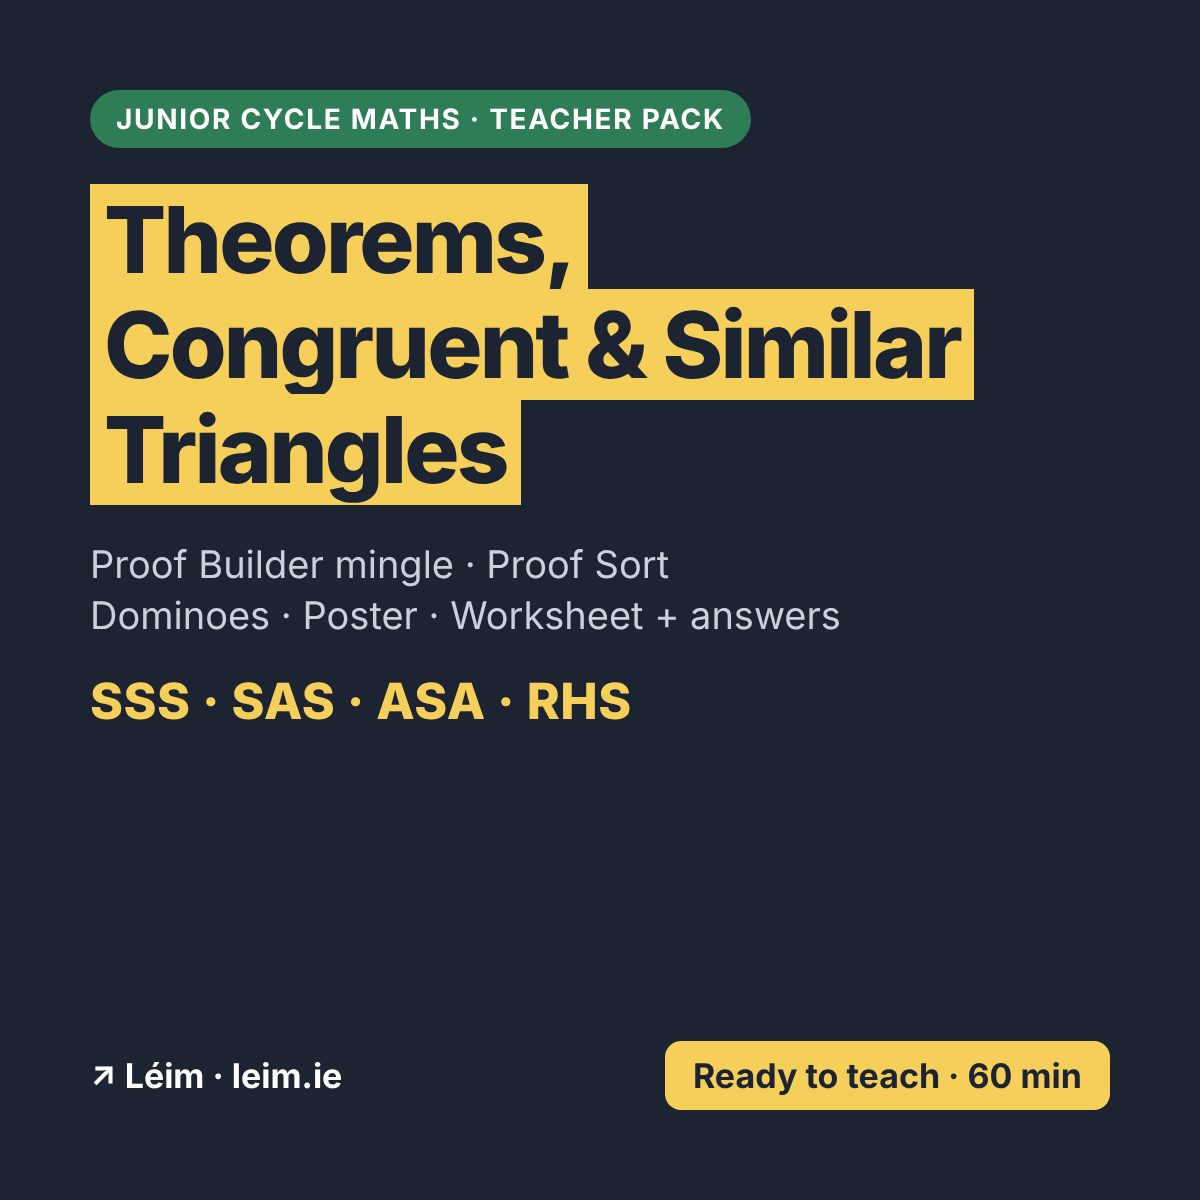 JUNIOR CYCLE MATHS · TEACHER PACK
Theorems,
Congruent & Similar
Triangles
Proof Builder mingle · Proof Sort
Dominoes · Poster · Worksheet + answers
SSS · SAS · ASA · RHS
↗ Léim · leim.ie
Ready to teach · 60 min